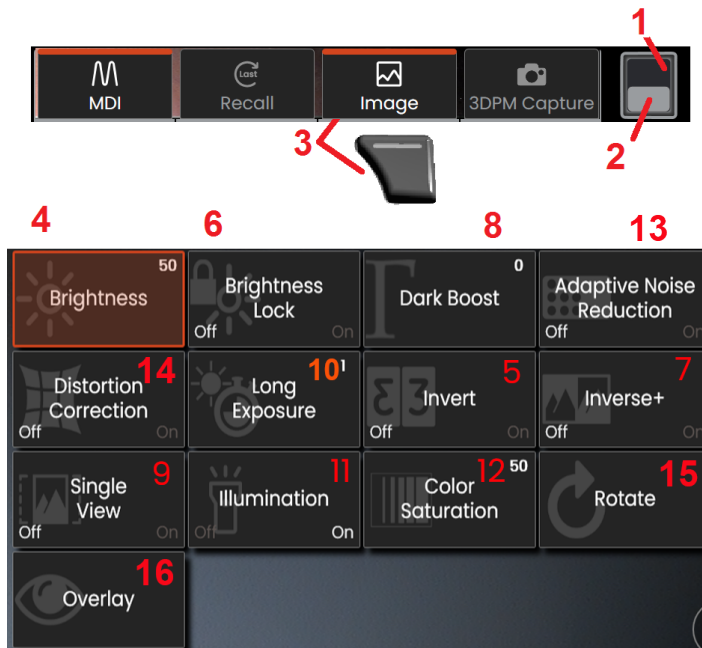 1
MDI
Last
Recall
Image
3DPM Capture
3
2
4
6
8
13
50
Brightness
Brightness
Lock
Off On
0
Dark Boost
Adaptive Noise
Reduction
Off On
Distortion
Correction
14
Off On
Long
Exposure
10
1
Invert
5
Off On
Inverse+
7
Off On
Single
View
9
Off On
Illumination
11
Off On
Color
Saturation
12
50
Rotate
15
Overlay
16